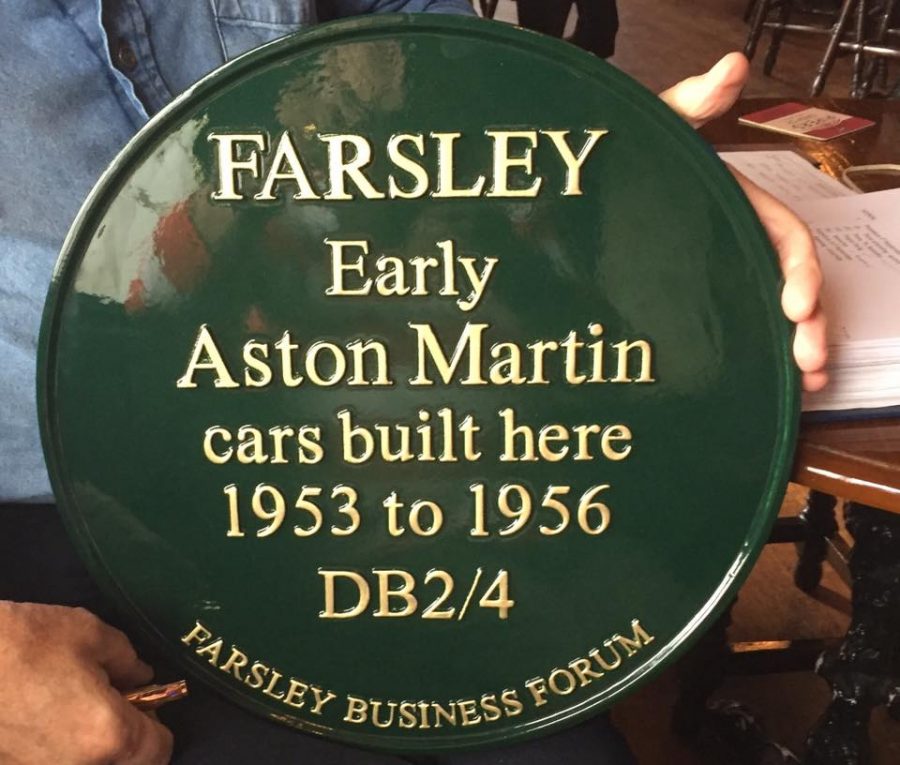 FARSLEY
Early
Aston Martin
cars built here
1953 to 1956
DB2/4
FARSLEY BUSINESS FORUM